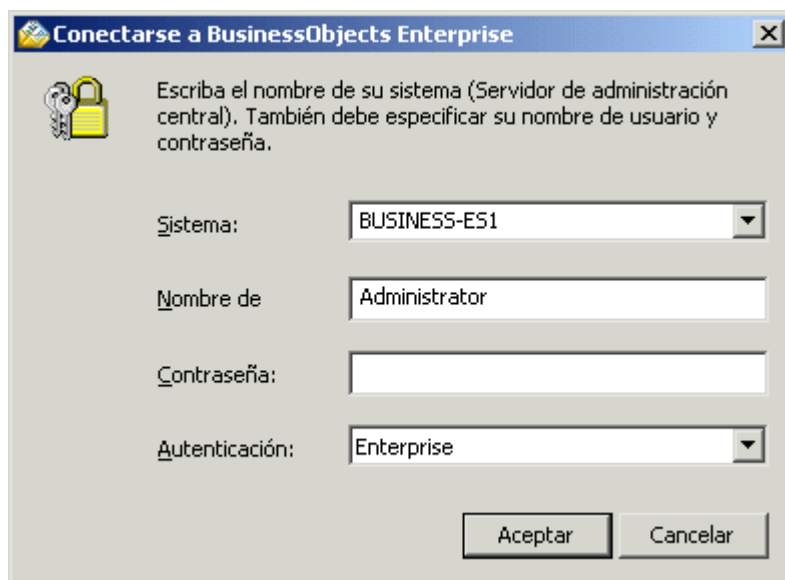 Conectarse a BusinessObjects Enterprise
Escriba el nombre de su sistema (Servidor de administración
central). También debe especificar su nombre de usuario y
contraseña.
Sistema: BUSINESS-ES1
Nombre de Administrator
Contraseña:
Autenticación: Enterprise
Aceptar Cancelar